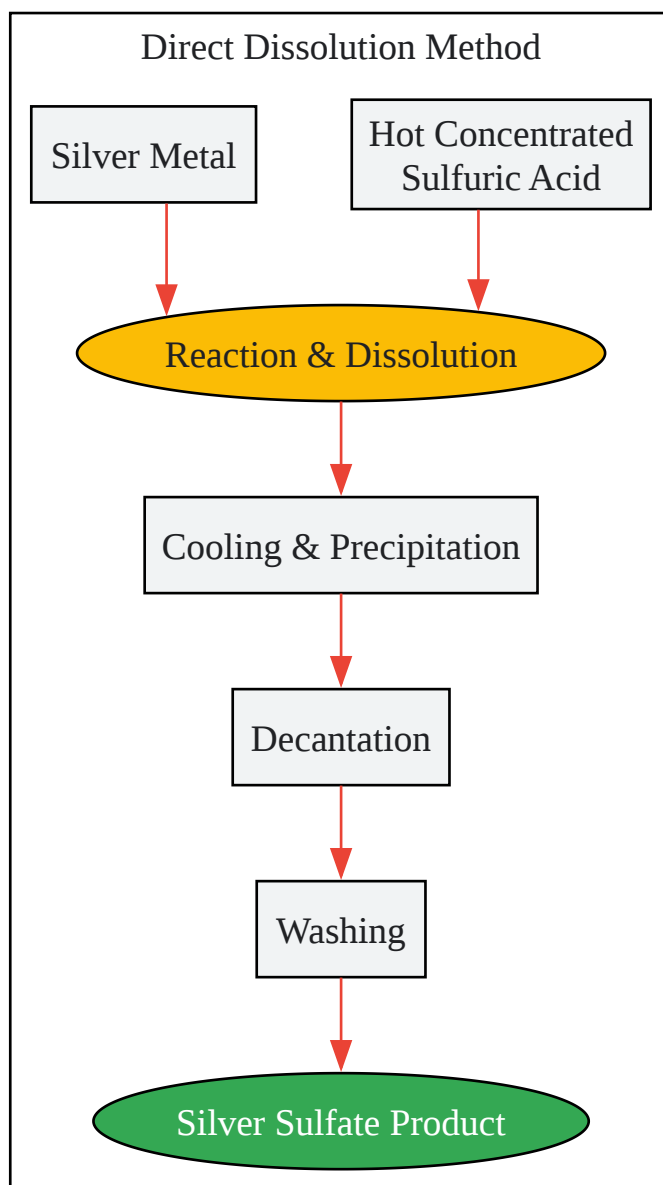 Direct Dissolution Method
Silver Metal
Hot Concentrated
Sulfuric Acid
Reaction & Dissolution
Cooling & Precipitation
Decantation
Washing
Silver Sulfate Product